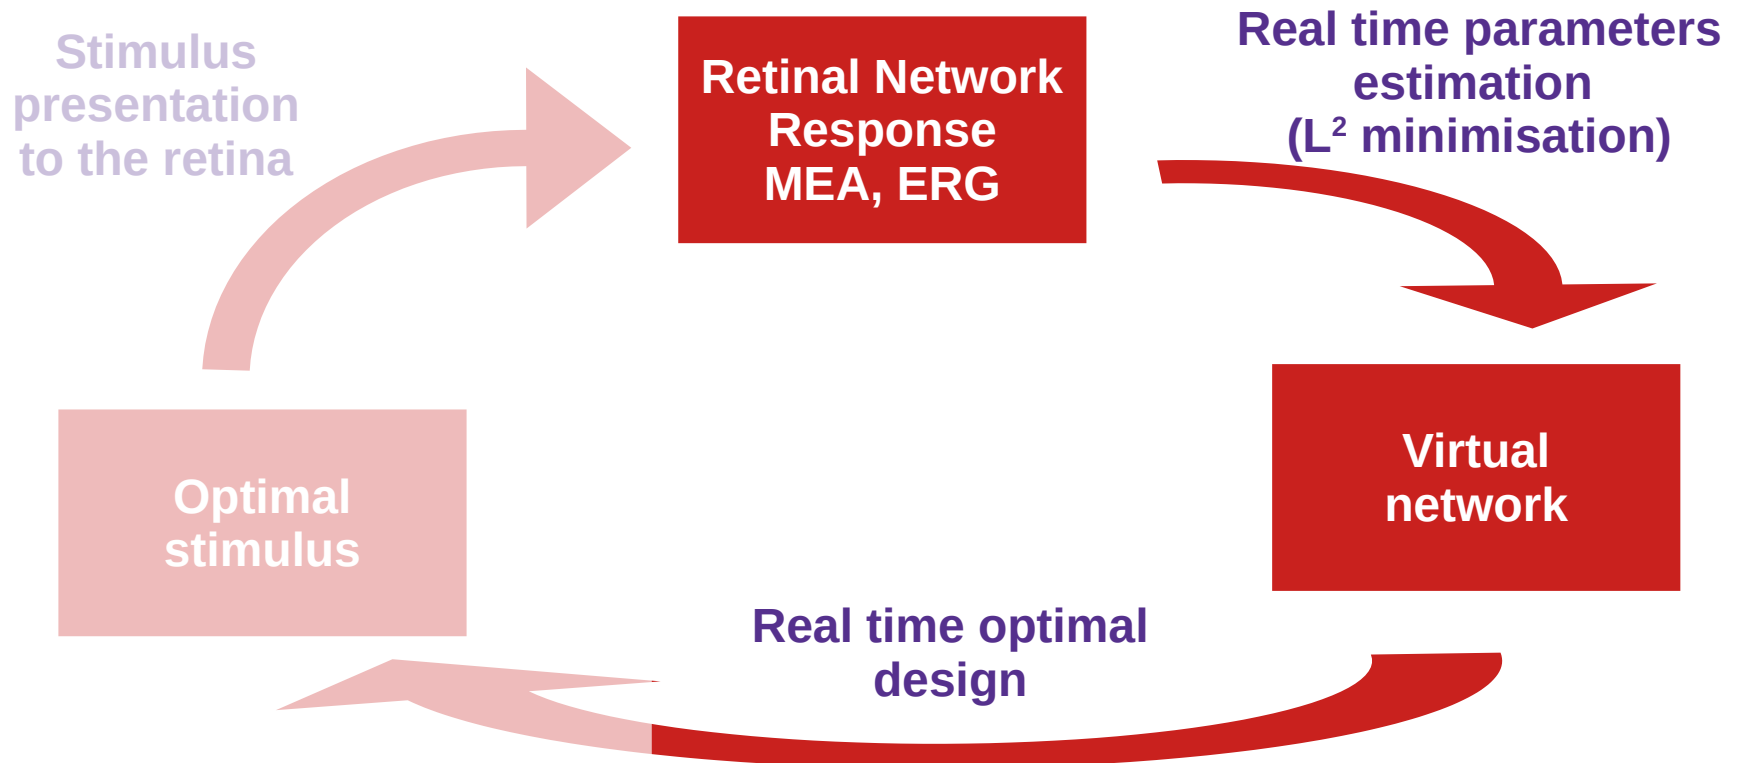 Stimulus
presentation
to the retina
Retinal Network
Response
MEA, ERG
Real time parameters
estimation
(L² minimisation)
Virtual
network
Optimal
stimulus
Real time optimal
design